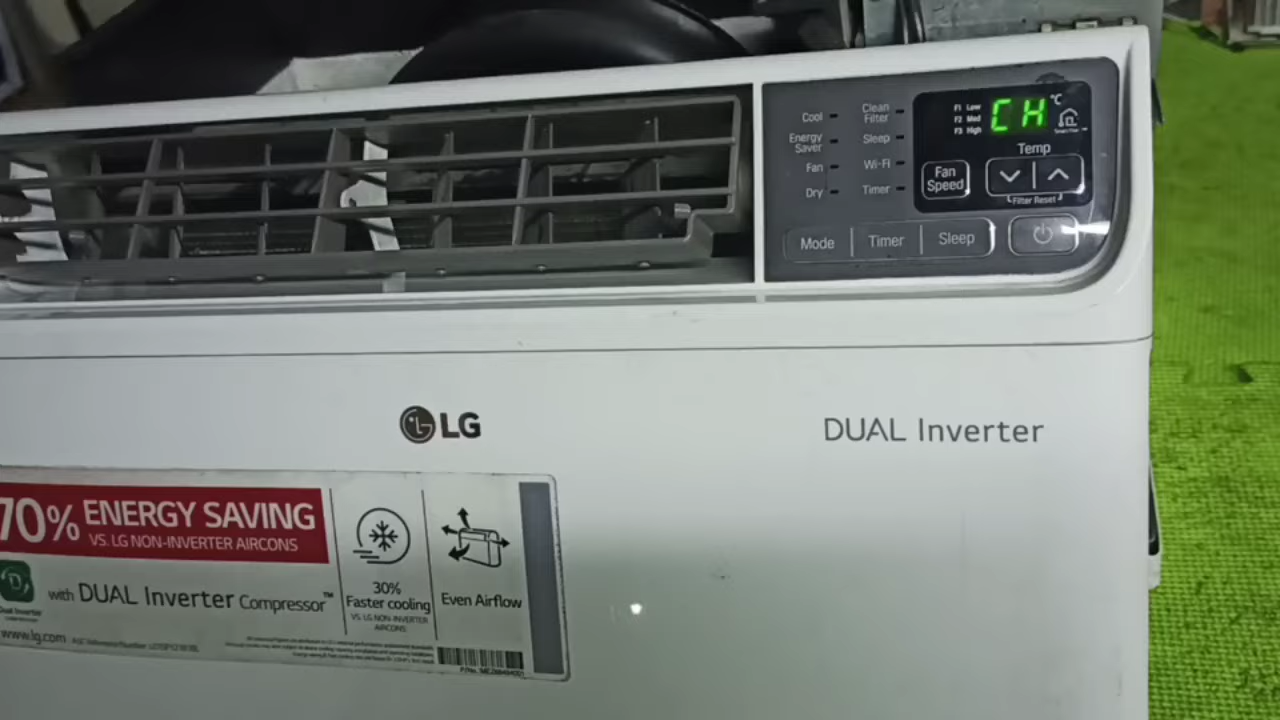 Cool
Energy Saver
Fan
Dry
Clean Filter
Sleep
Wi-Fi
Timer
F1 Low
F2 Med
F3 High
CH
°C
Temp
Fan Speed
Filter Reset
Mode
Timer
Sleep
LG
DUAL Inverter
70% ENERGY SAVING
VS. LG NON-INVERTER AIRCONS
Dual Inverter
with DUAL Inverter Compressor™
30%
Faster cooling
VS. LG NON-INVERTER
AIRCONS
Even Airflow
www.lg.com